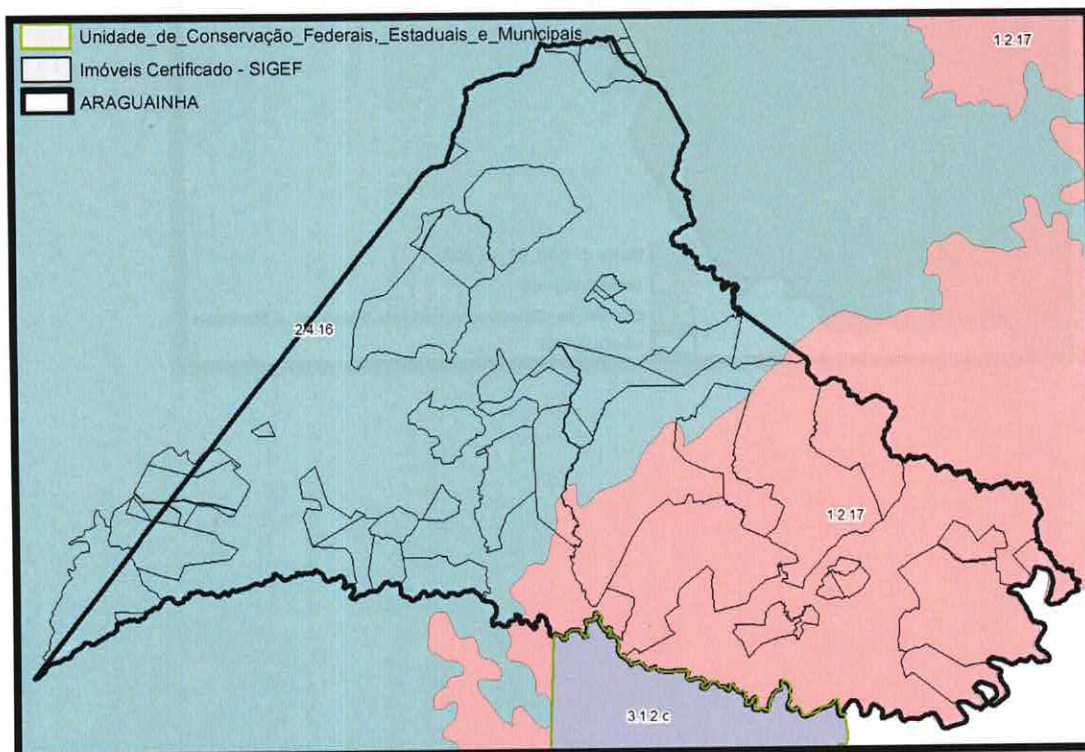 Unidade_de_Conservação_Federais,_Estaduais_e_Municipais
Imóveis Certificado - SIGEF
ARAGUAINHA
1.2.17
2.4.16
1.2.17
3.1.2.c